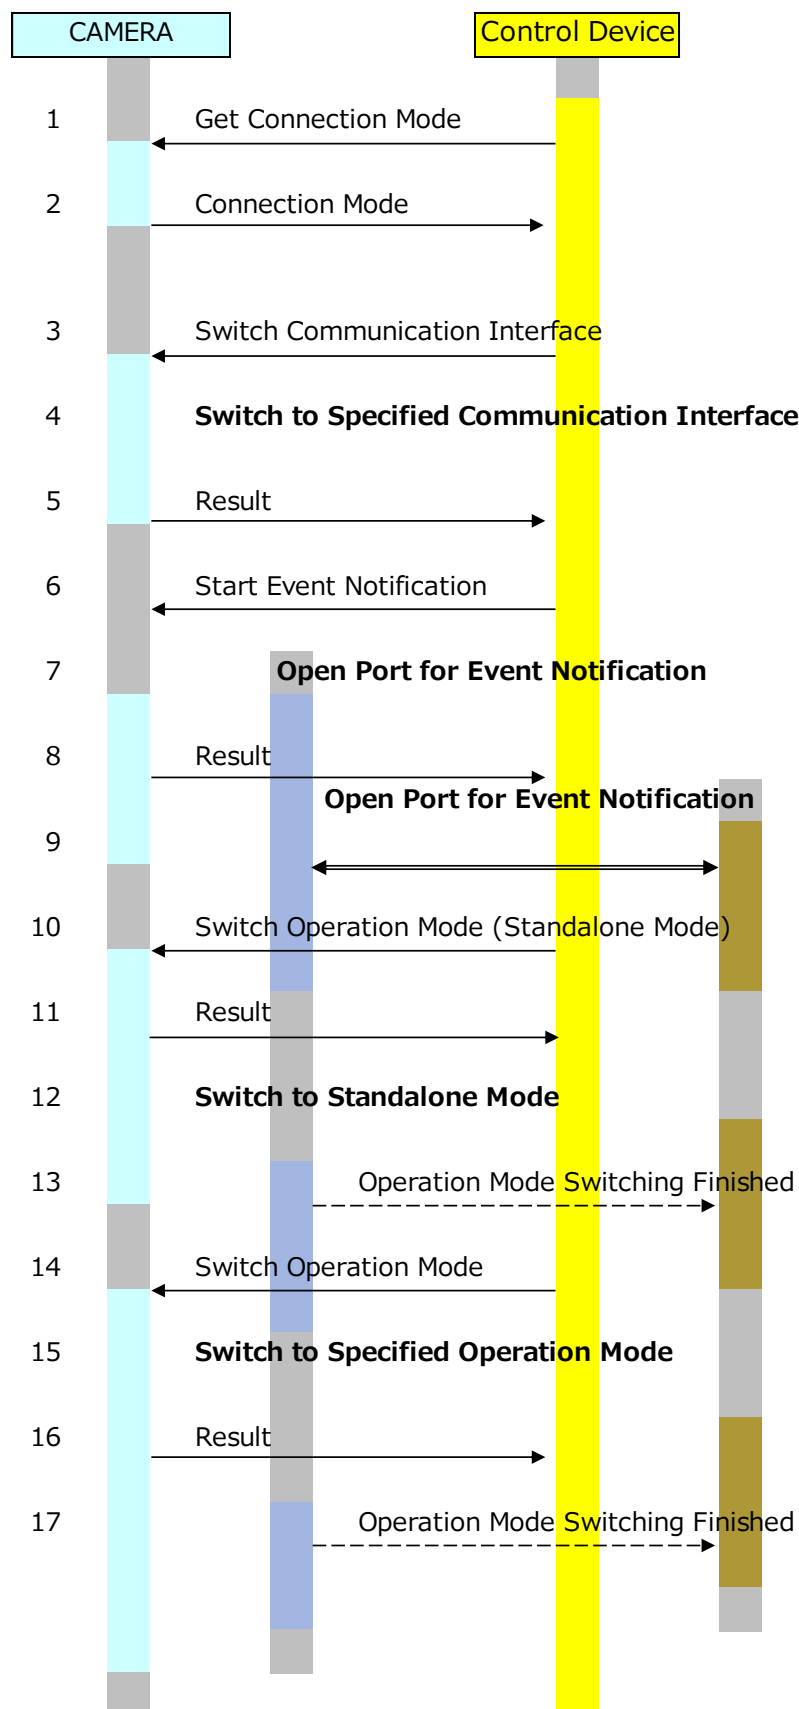 CAMERA Control Device
1 Get Connection Mode
2 Connection Mode
3 Switch Communication Interface
4 Switch to Specified Communication Interface
5 Result
6 Start Event Notification
7 Open Port for Event Notification
8 Result
Open Port for Event Notification
9
10 Switch Operation Mode (Standalone Mode)
11 Result
12 Switch to Standalone Mode
13 Operation Mode Switching Finished
14 Switch Operation Mode
15 Switch to Specified Operation Mode
16 Result
17 Operation Mode Switching Finished